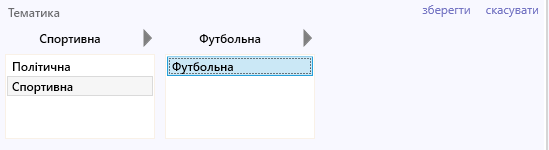 Тематика зберегти скасувати
Спортивна Футбольна
Політична Футбольна
Спортивна